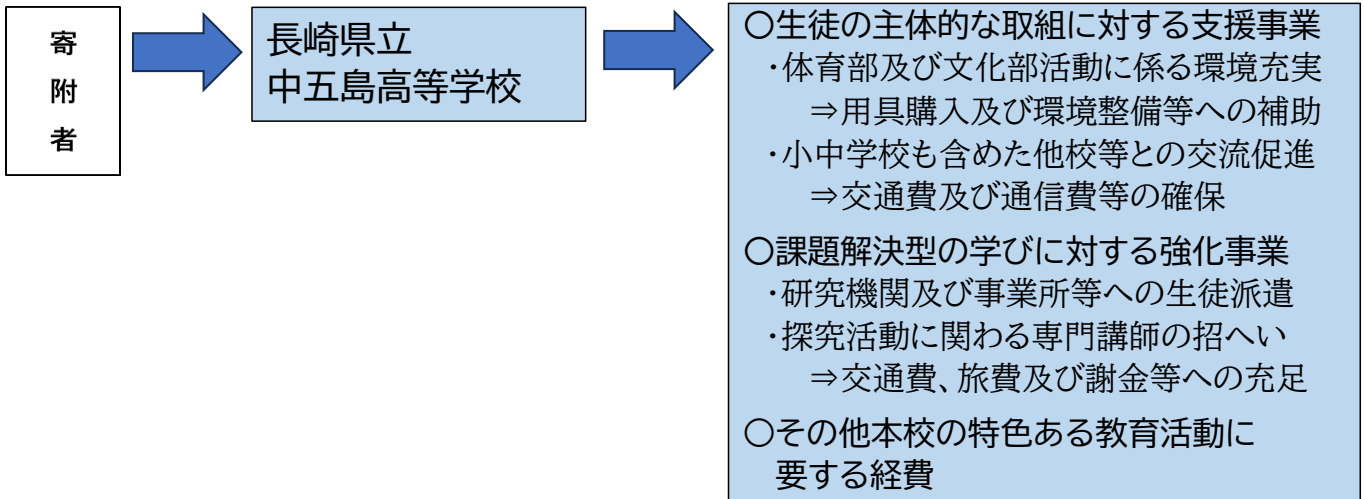 寄
附
者
長崎県立
中五島高等学校
〇生徒の主体的な取組に対する支援事業
・体育部及び文化部活動に係る環境充実
⇒用具購入及び環境整備等への補助
・小中学校も含めた他校等との交流促進
⇒交通費及び通信費等の確保
〇課題解決型の学びに対する強化事業
・研究機関及び事業所等への生徒派遣
・探究活動に関わる専門講師の招へい
⇒交通費、旅費及び謝金等への充足
〇その他本校の特色ある教育活動に
要する経費